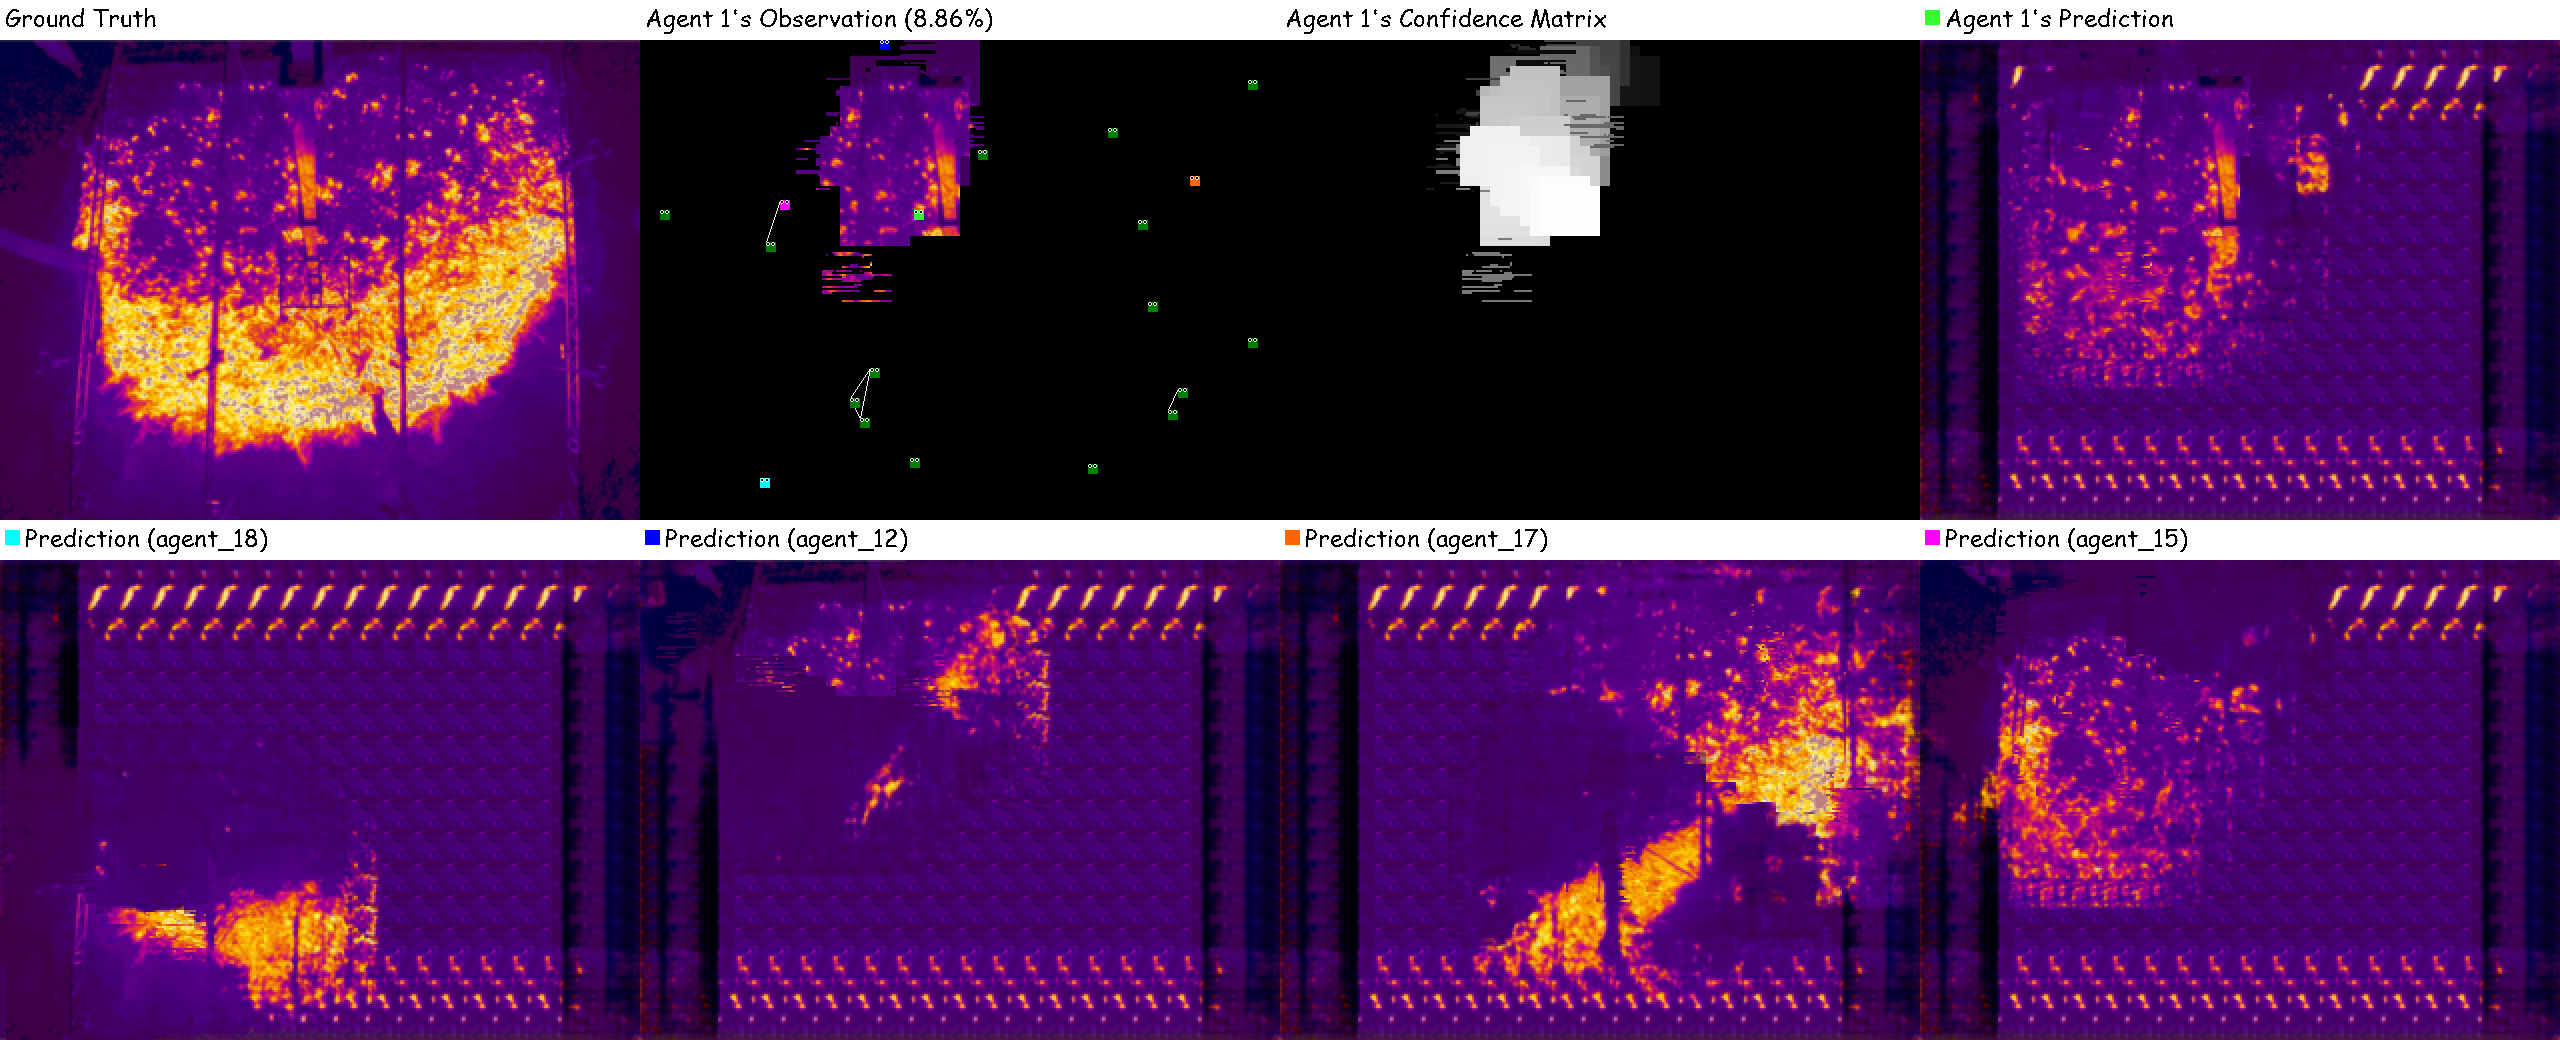 Ground Truth
Agent 1's Observation (8.86%)
Agent 1's Confidence Matrix
Agent 1's Prediction
Prediction (agent_18)
Prediction (agent_12)
Prediction (agent_17)
Prediction (agent_15)